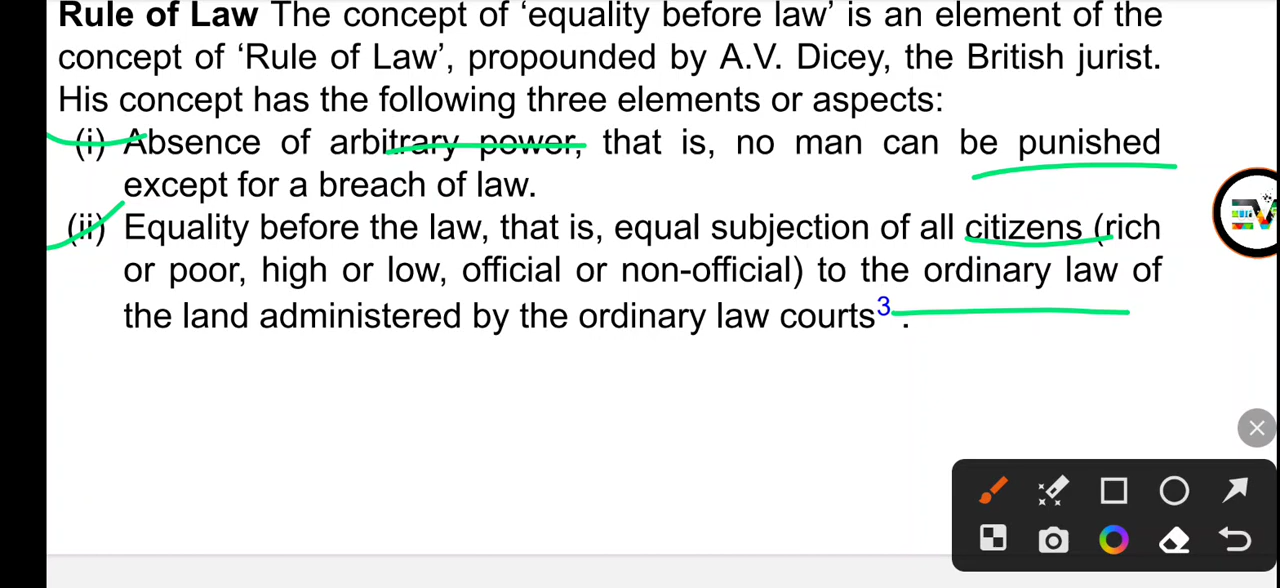 Rule of Law The concept of ‘equality before law’ is an element of the
concept of ‘Rule of Law’, propounded by A.V. Dicey, the British jurist.
His concept has the following three elements or aspects:
(i) Absence of arbitrary power, that is, no man can be punished
except for a breach of law.
(ii) Equality before the law, that is, equal subjection of all citizens (rich
or poor, high or low, official or non-official) to the ordinary law of
the land administered by the ordinary law courts3 .